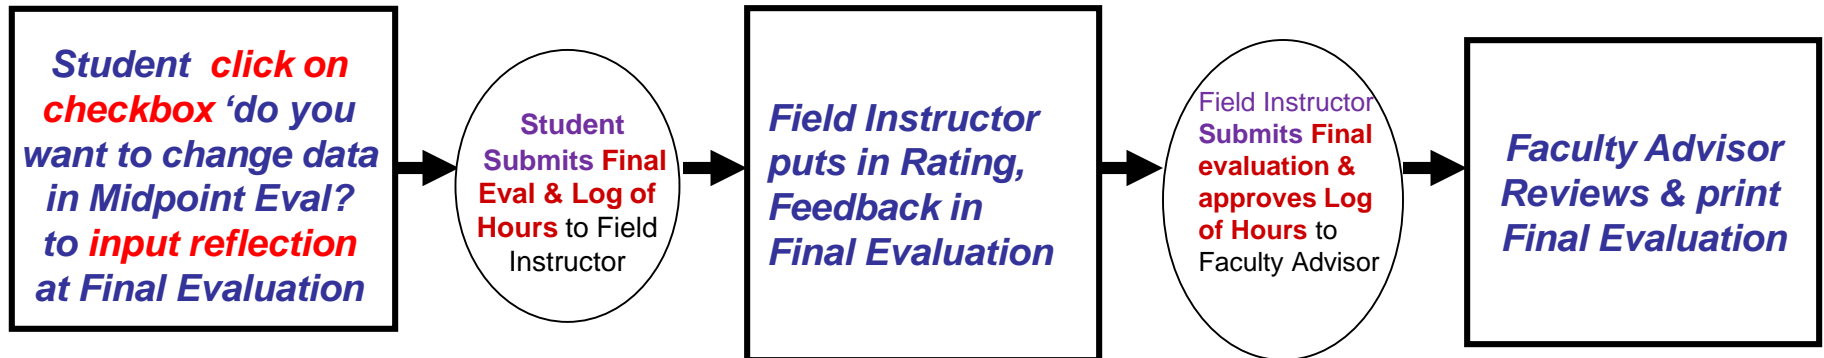 Student click on
checkbox ‘do you
want to change data
in Midpoint Eval?
to input reflection
at Final Evaluation
Student
Submits Final
Eval & Log of
Hours to Field
Instructor
Field Instructor
puts in Rating,
Feedback in
Final Evaluation
Field Instructor
Submits Final
evaluation &
approves Log
of Hours to
Faculty Advisor
Faculty Advisor
Reviews & print
Final Evaluation